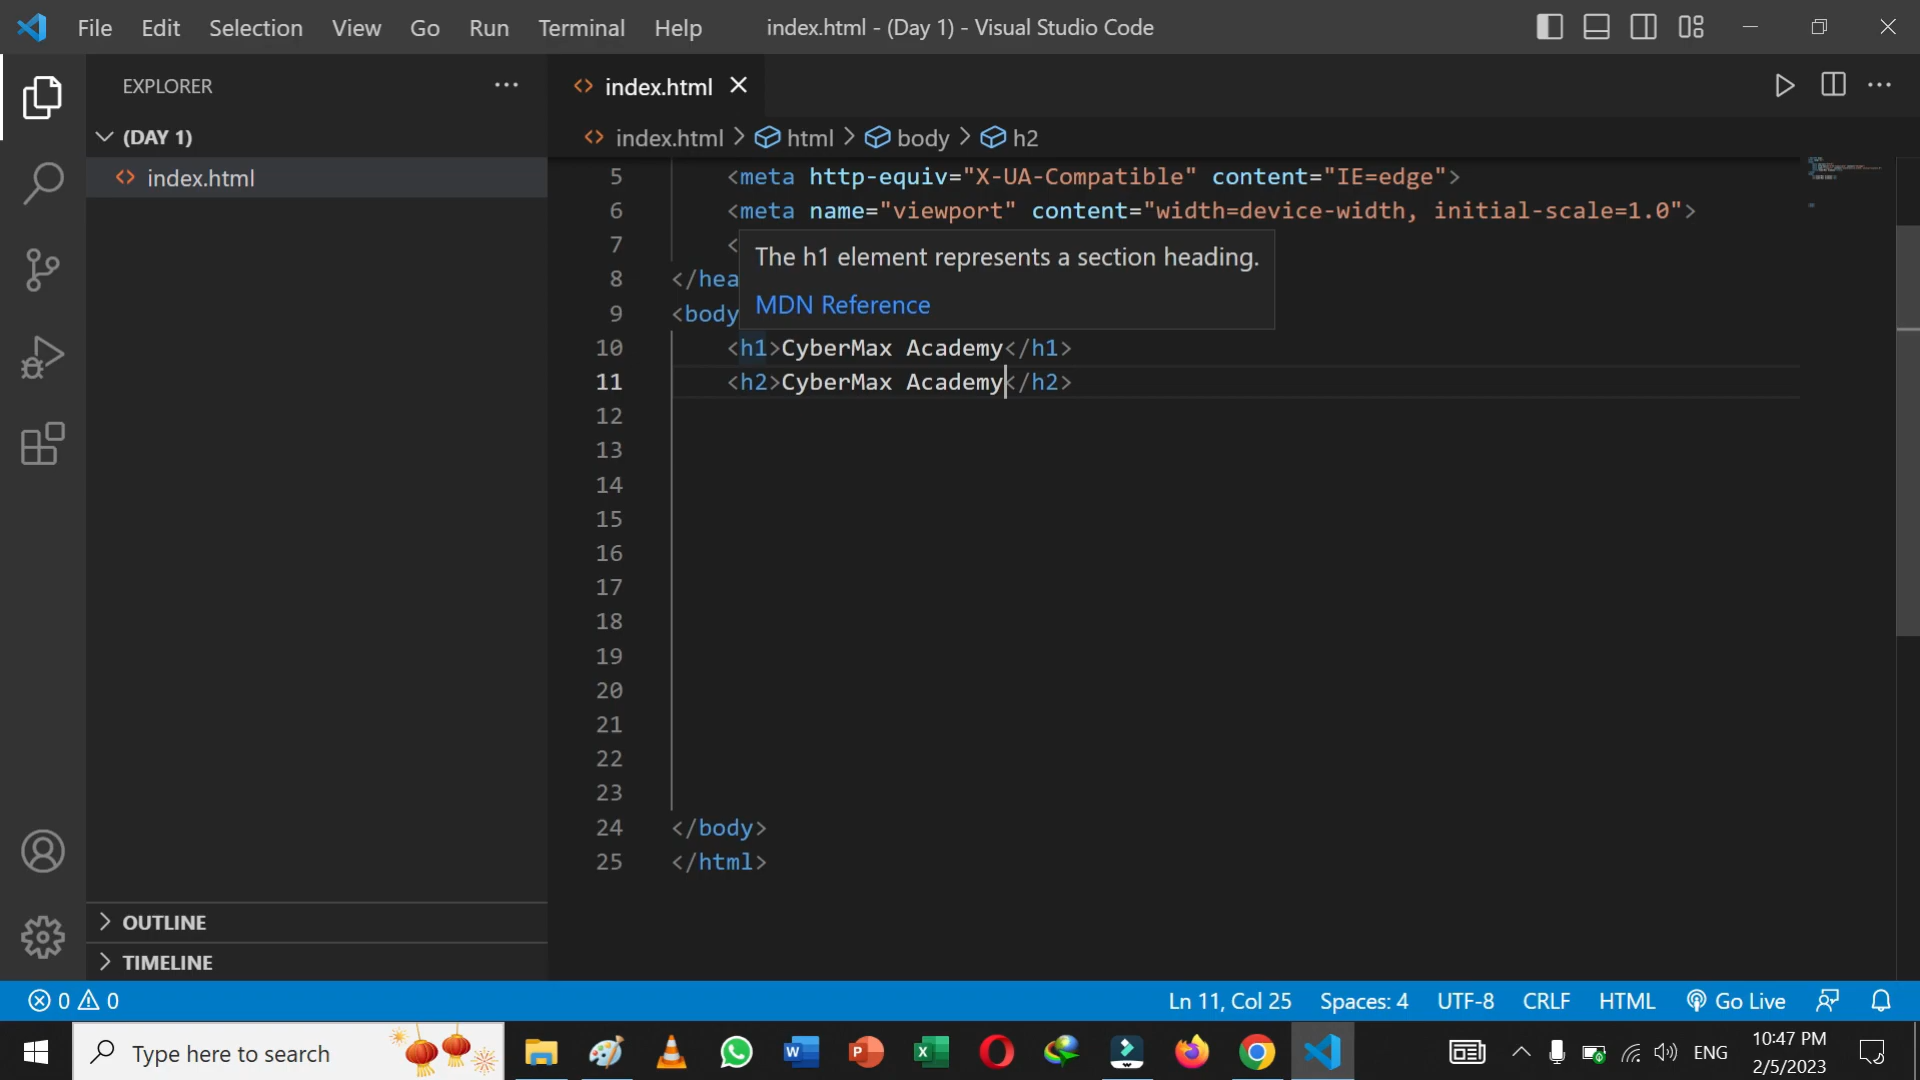 File Edit Selection View Go Run Terminal Help index.html - (Day 1) - Visual Studio Code
EXPLORER
(DAY 1)
index.html
index.html
index.html > html > body > h2
5 <meta http-equiv="X-UA-Compatible" content="IE=edge">
6 <meta name="viewport" content="width=device-width, initial-scale=1.0">
7 <
The h1 element represents a section heading.
8 </hea
MDN Reference
9 <body
10 <h1>CyberMax Academy</h1>
11 <h2>CyberMax Academy</h2>
12
13
14
15
16
17
18
19
20
21
22
23
24 </body>
25 </html>
OUTLINE
TIMELINE
0 0 Ln 11, Col 25 Spaces: 4 UTF-8 CRLF HTML Go Live
Type here to search ENG 10:47 PM
2/5/2023